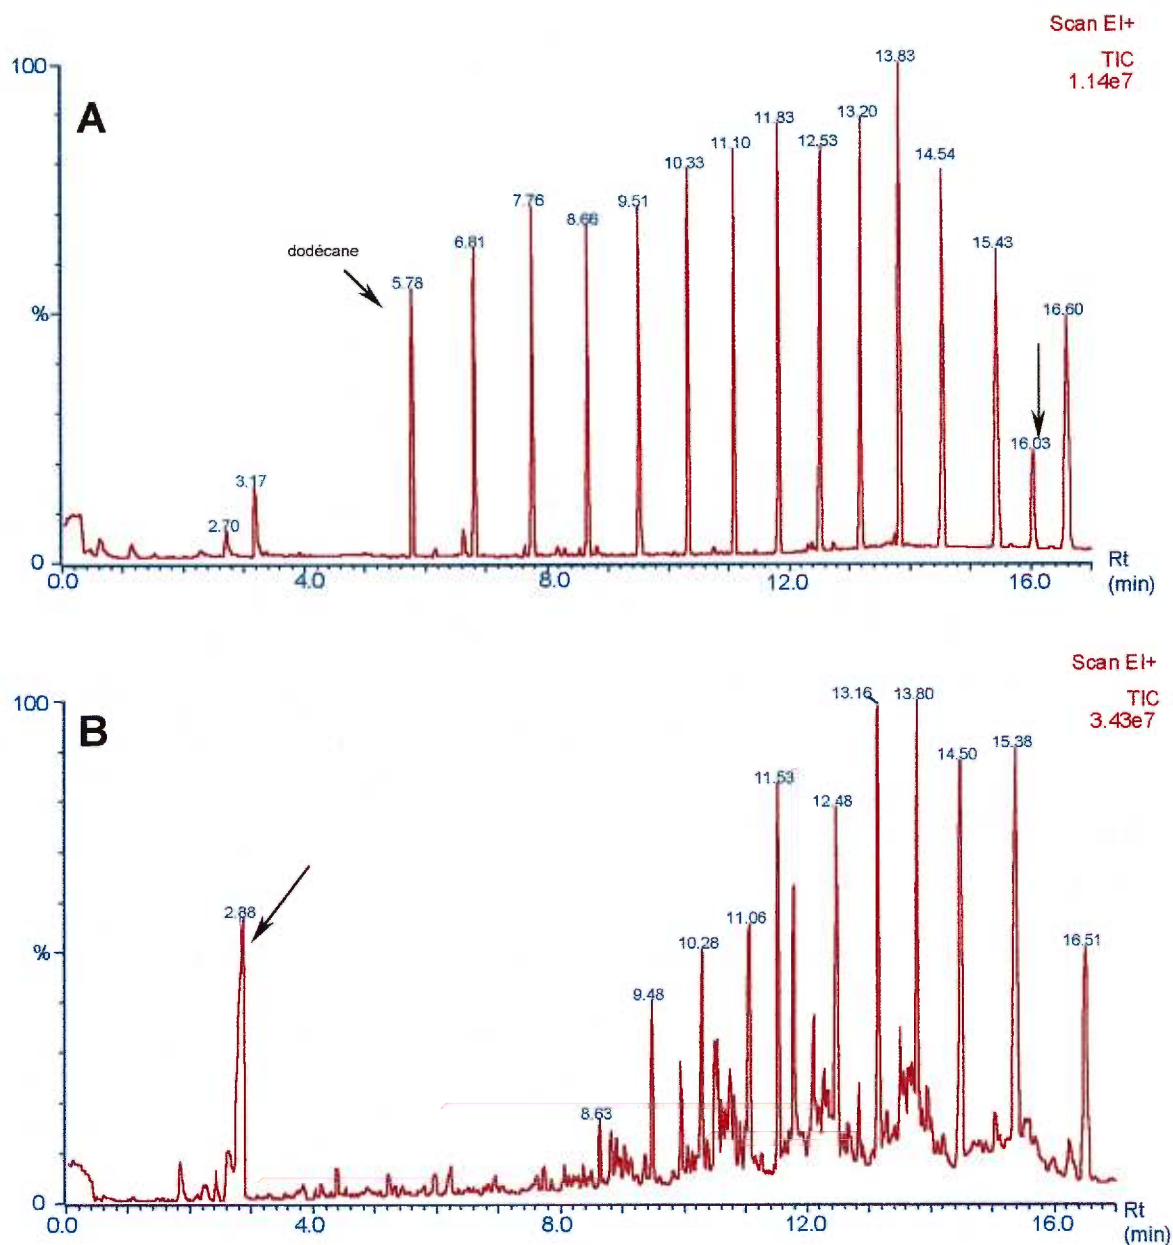 Scan EI+
TIC
1.14e7
100
A
13.83
13.20
11.83
12.53
11.10
14.54
10.33
7.76
9.51
8.66
6.81
15.43
dodécane
5.78
%
16.60
16.03
3.17
2.70
0
0.0 4.0 8.0 12.0 16.0
Rt
(min)
Scan EI+
TIC
3.43e7
100
B
13.16
13.80
15.38
14.50
11.53
12.48
2.88
11.06
10.28
%
16.51
9.48
8.63
0
0.0 4.0 8.0 12.0 16.0
Rt
(min)